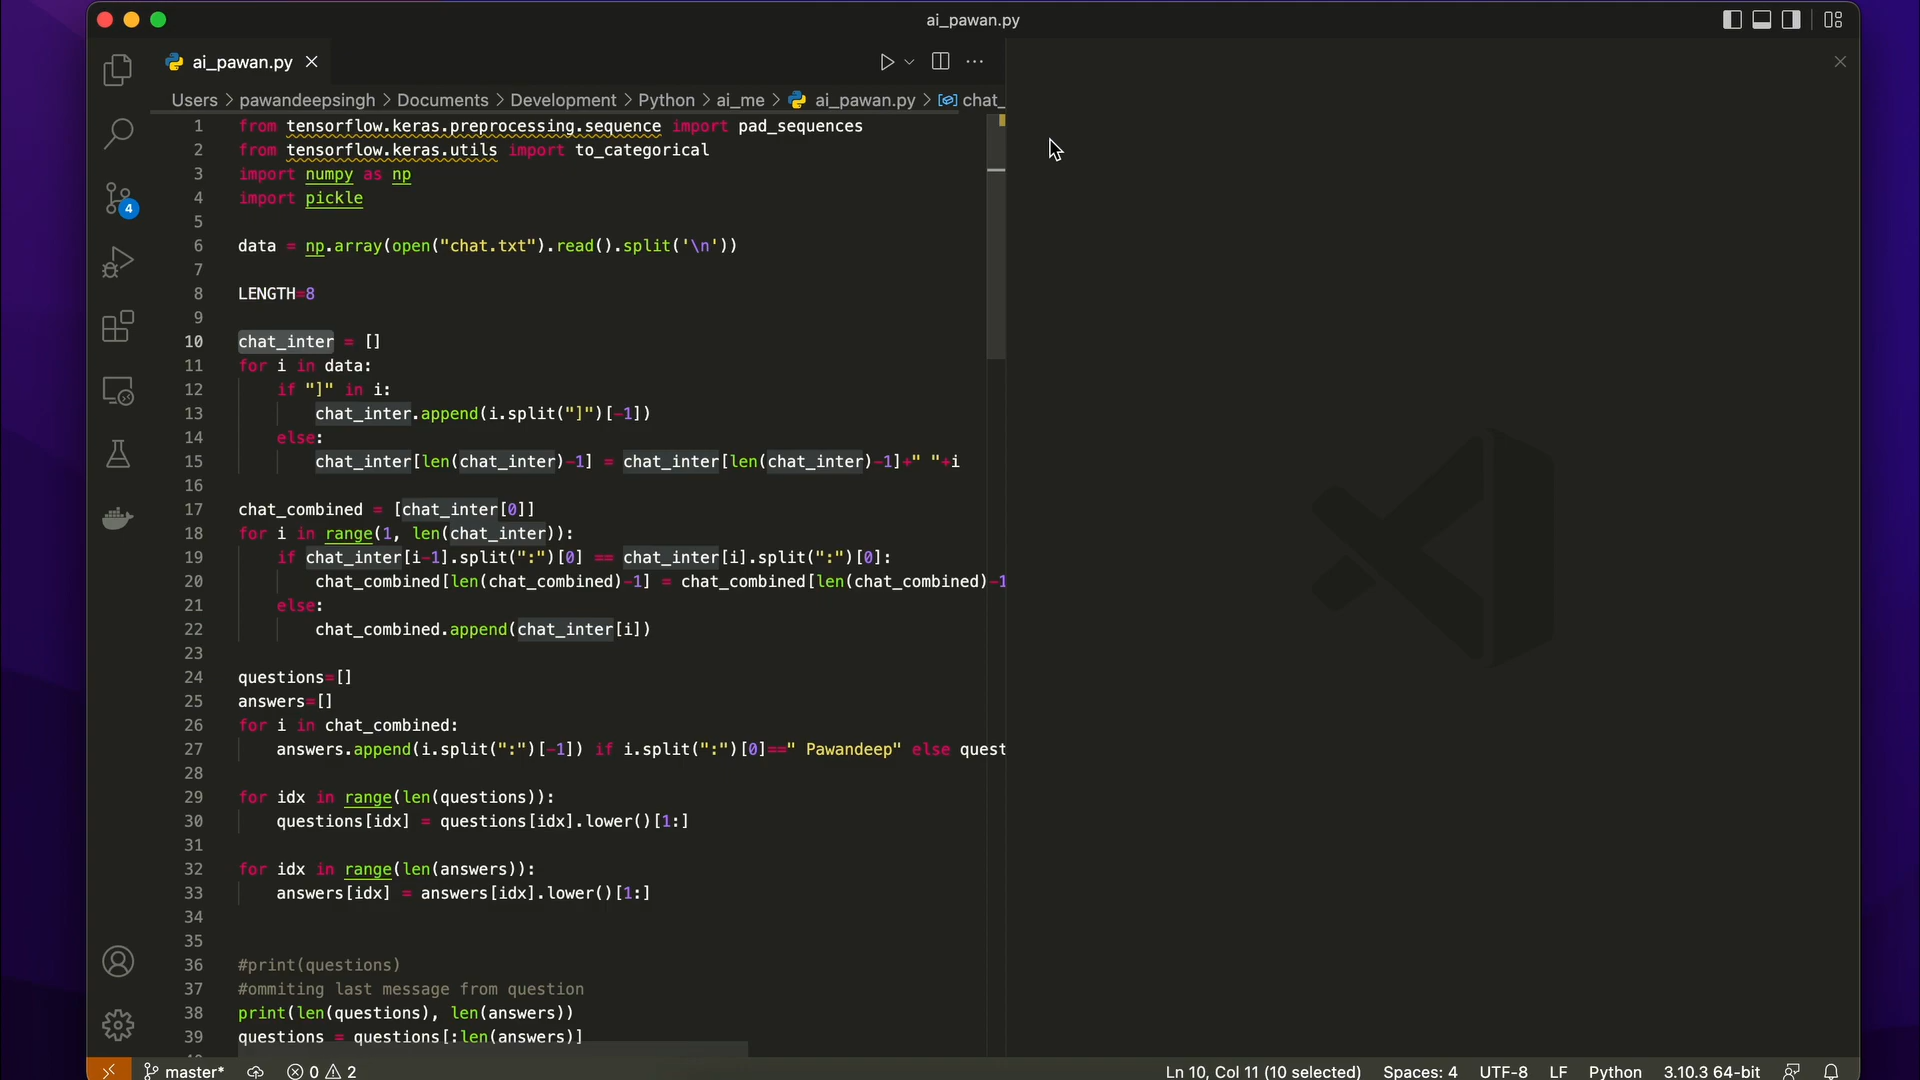 ai_pawan.py
ai_pawan.py
Users > pawandeepsingh > Documents > Development > Python > ai_me > ai_pawan.py > chat_
1 from tensorflow.keras.preprocessing.sequence import pad_sequences
2 from tensorflow.keras.utils import to_categorical
3 import numpy as np
4 import pickle
5
6 data = np.array(open("chat.txt").read().split('\n'))
7
8 LENGTH=8
9
10 chat_inter = []
11 for i in data:
12 if "]" in i:
13 chat_inter.append(i.split("]")[-1])
14 else:
15 chat_inter[len(chat_inter)-1] = chat_inter[len(chat_inter)-1]+" "+i
16
17 chat_combined = [chat_inter[0]]
18 for i in range(1, len(chat_inter)):
19 if chat_inter[i-1].split(":")[0] == chat_inter[i].split(":")[0]:
20 chat_combined[len(chat_combined)-1] = chat_combined[len(chat_combined)-1
21 else:
22 chat_combined.append(chat_inter[i])
23
24 questions=[]
25 answers=[]
26 for i in chat_combined:
27 answers.append(i.split(":")[-1]) if i.split(":")[0]==" Pawandeep" else quest
28
29 for idx in range(len(questions)):
30 questions[idx] = questions[idx].lower()[1:]
31
32 for idx in range(len(answers)):
33 answers[idx] = answers[idx].lower()[1:]
34
35
36 #print(questions)
37 #ommiting last message from question
38 print(len(questions), len(answers))
39 questions = questions[:len(answers)]
4
master* 0 2 Ln 10, Col 11 (10 selected) Spaces: 4 UTF-8 LF Python 3.10.3 64-bit